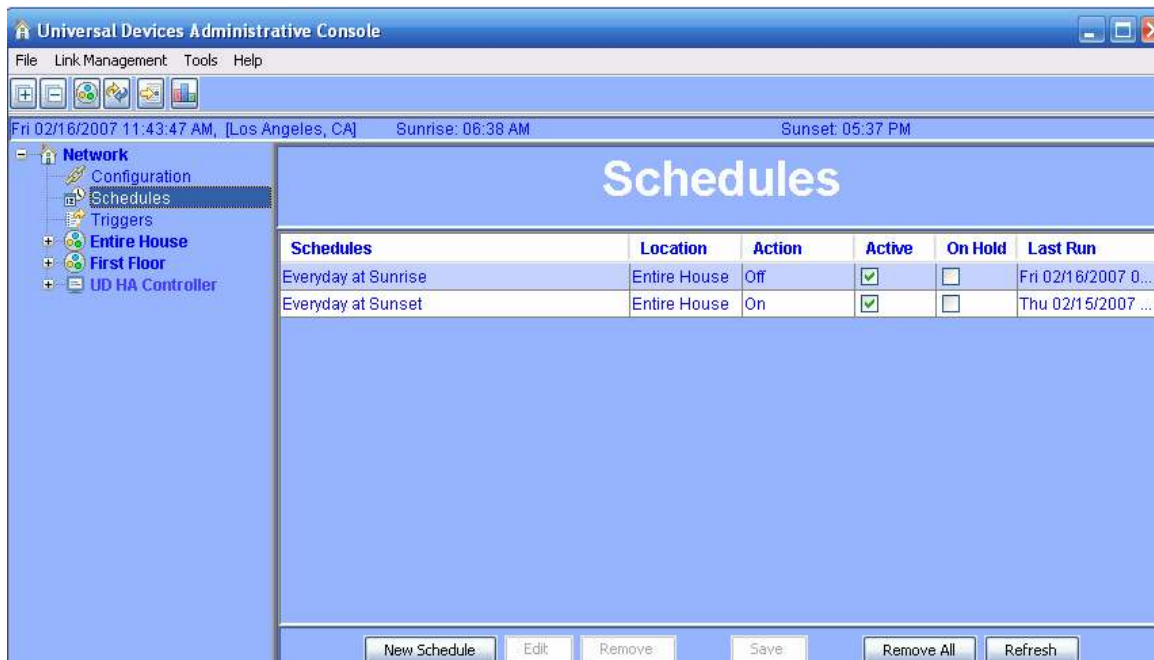 Universal Devices Administrative Console
File Link Management Tools Help
Fri 02/16/2007 11:43:47 AM, [Los Angeles, CA] Sunrise: 06:38 AM Sunset: 05:37 PM
Network
Configuration
Schedules
Triggers
Entire House
First Floor
UD HA Controller
Schedules
Schedules Location Action Active On Hold Last Run
Everyday at Sunrise Entire House Off Fri 02/16/2007 0...
Everyday at Sunset Entire House On Thu 02/15/2007 ...
New Schedule Edit Remove Save Remove All Refresh